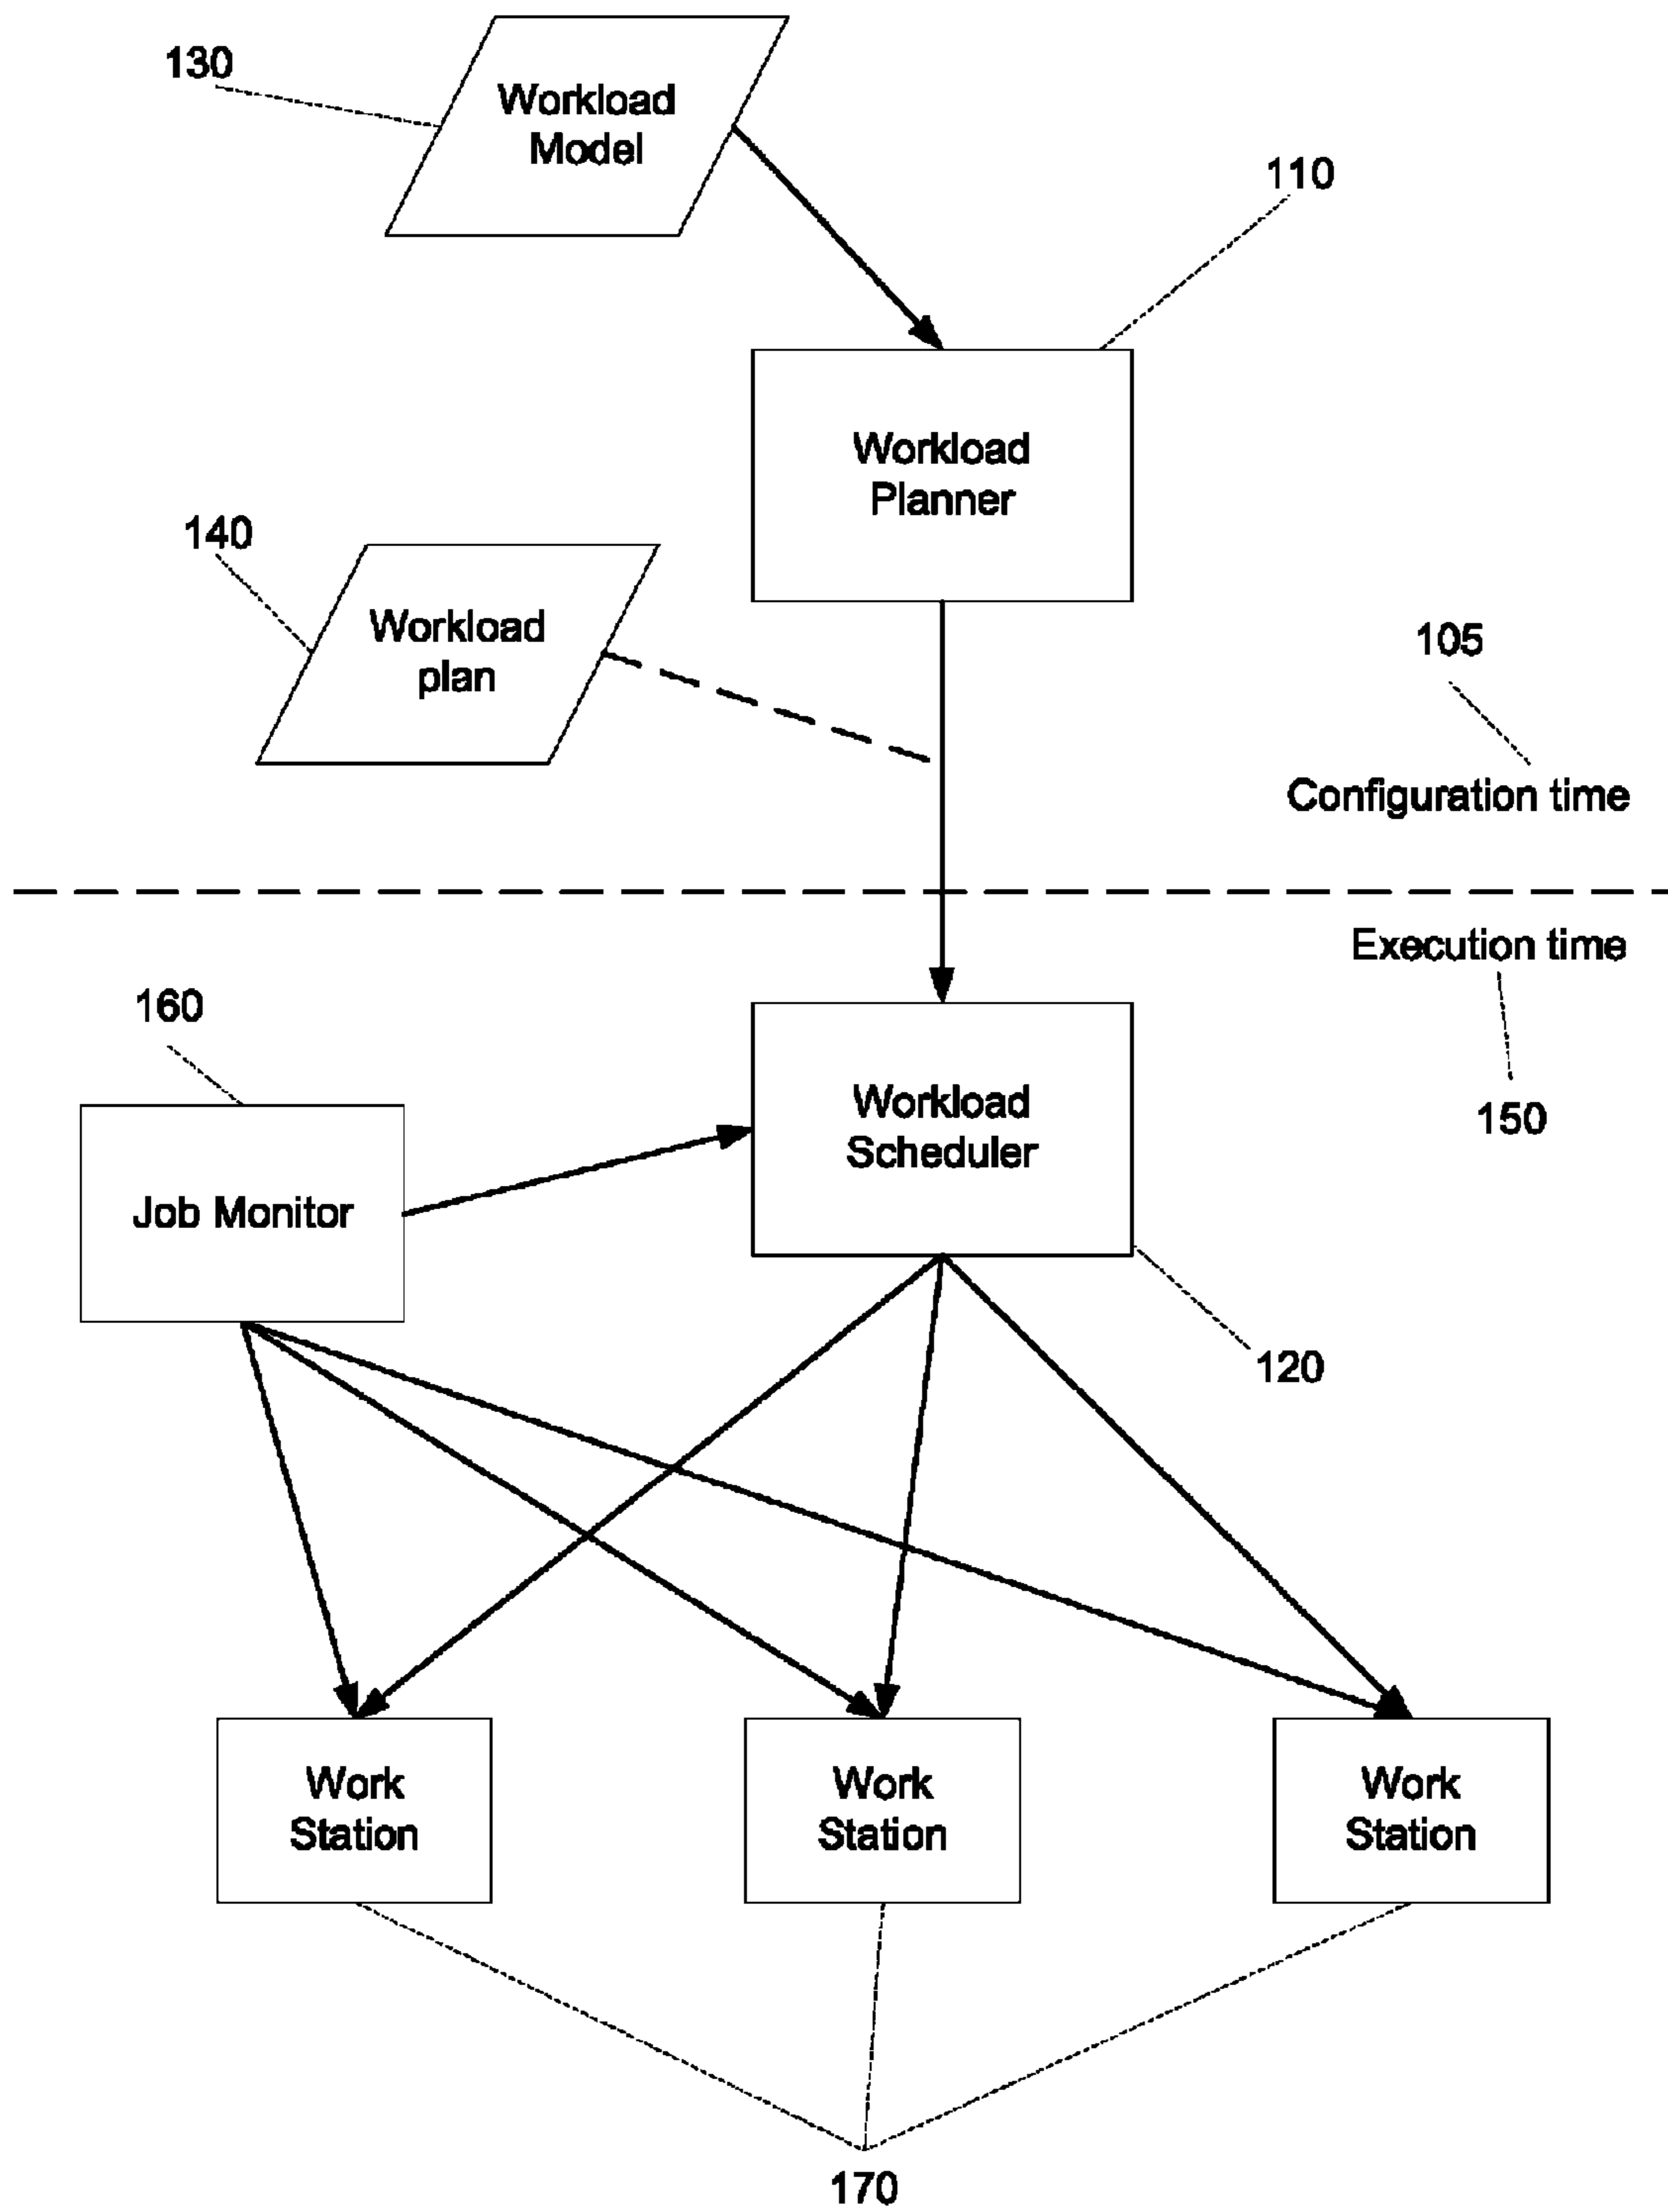 130
Workload
Model
110
Workload
Planner
140
Workload
plan
105
Configuration time
Execution time
160
150
Workload
Scheduler
Job Monitor
120
Work
Station
Work
Station
Work
Station
170